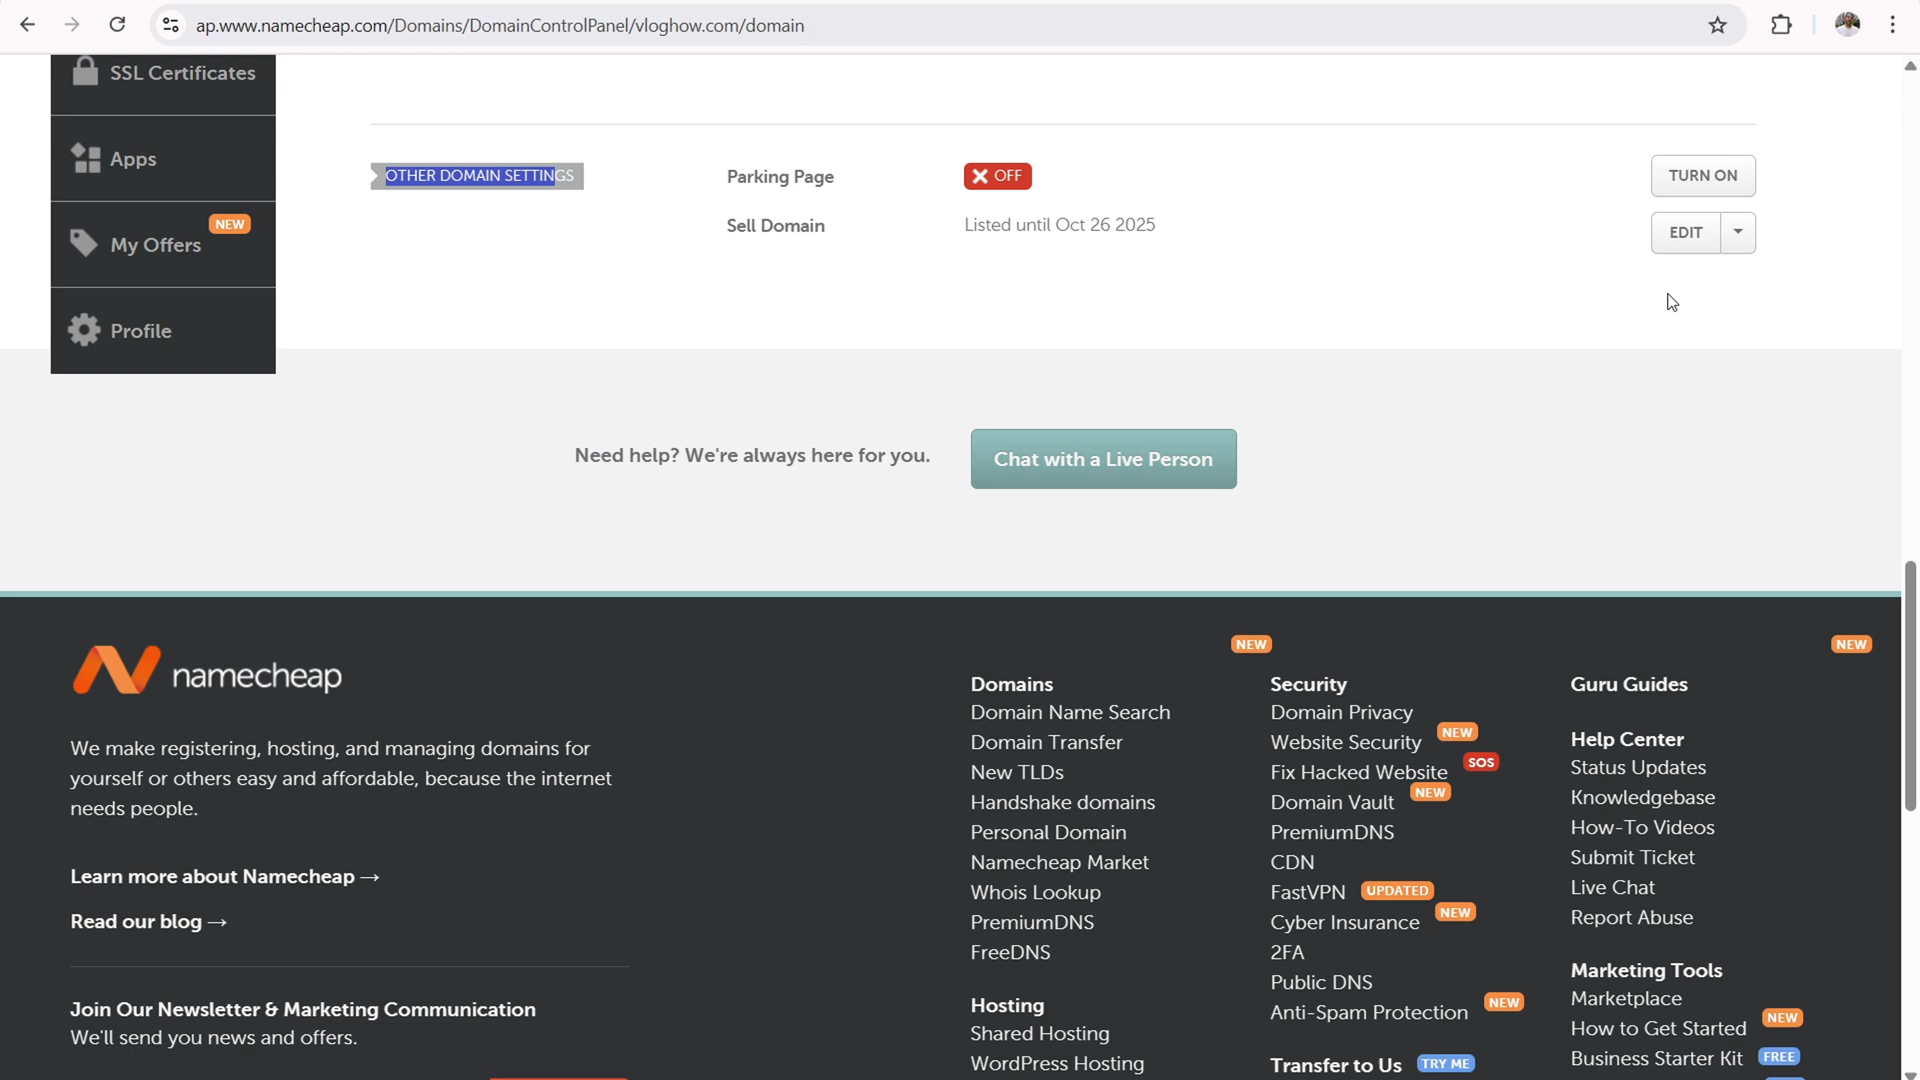 ap.www.namecheap.com/Domains/DomainControlPanel/vloghow.com/domain
SSL Certificates
Apps
NEW
My Offers
Profile
OTHER DOMAIN SETTINGS
Parking Page
OFF
TURN ON
Sell Domain
Listed until Oct 26 2025
EDIT
Need help? We're always here for you.
Chat with a Live Person
namecheap
We make registering, hosting, and managing domains for
yourself or others easy and affordable, because the internet
needs people.
Learn more about Namecheap →
Read our blog →
Join Our Newsletter & Marketing Communication
We'll send you news and offers.
NEW
Domains
Domain Name Search
Domain Transfer
New TLDs
Handshake domains
Personal Domain
Namecheap Market
Whois Lookup
PremiumDNS
FreeDNS
Hosting
Shared Hosting
WordPress Hosting
Security
Domain Privacy
Website Security NEW
Fix Hacked Website SOS
Domain Vault NEW
PremiumDNS
CDN
FastVPN UPDATED
Cyber Insurance NEW
2FA
Public DNS
Anti-Spam Protection NEW
Transfer to Us TRY ME
NEW
Guru Guides
Help Center
Status Updates
Knowledgebase
How-To Videos
Submit Ticket
Live Chat
Report Abuse
Marketing Tools
Marketplace
How to Get Started NEW
Business Starter Kit FREE